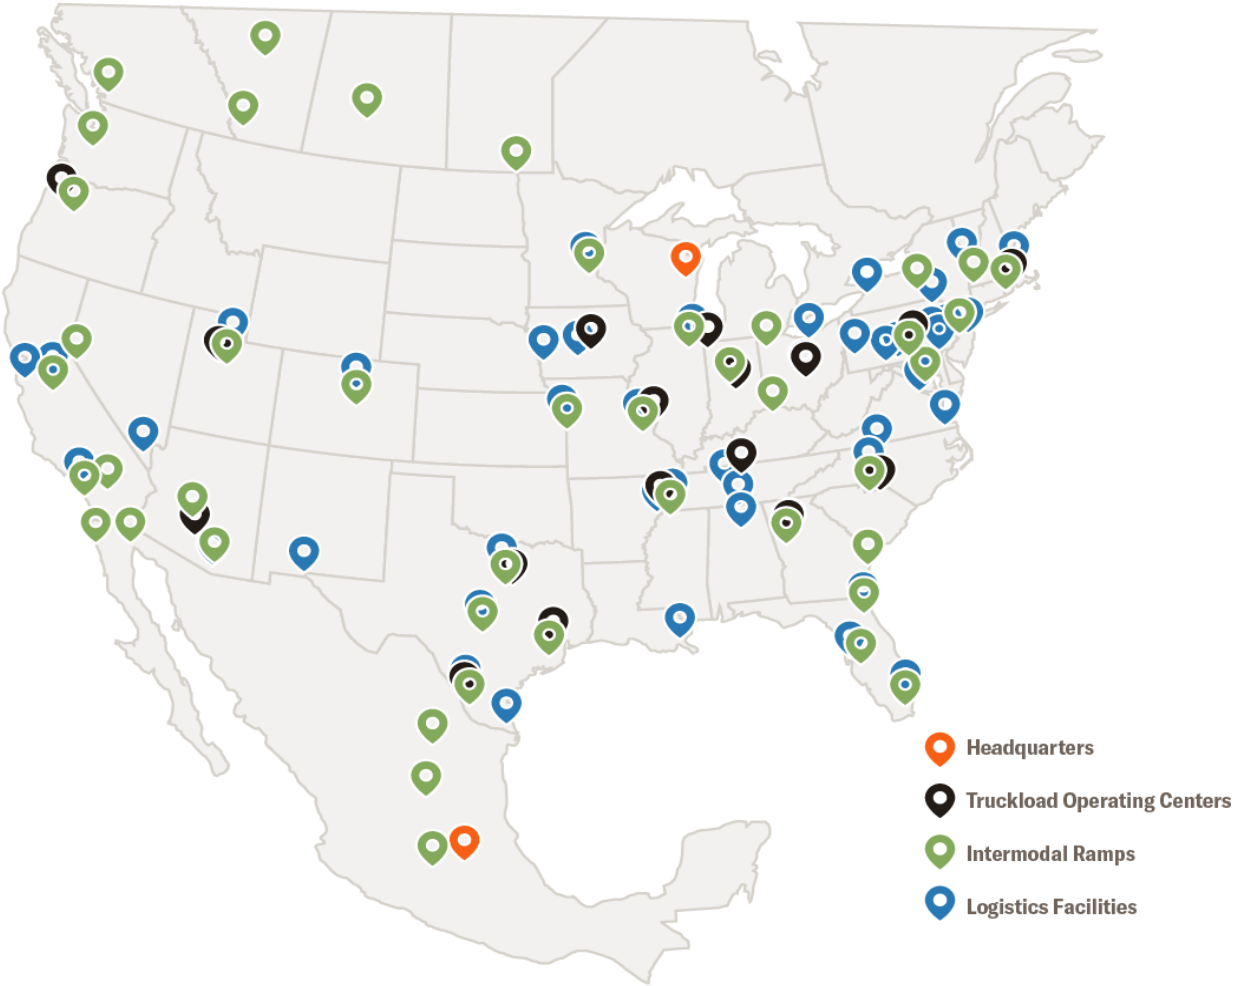 Headquarters
Truckload Operating Centers
Intermodal Ramps
Logistics Facilities